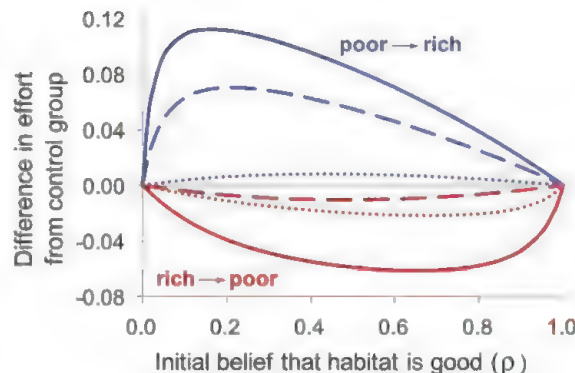 0.12
0.08
0.04
0.00
-0.04
-0.08
Difference in effort
from control group
poor → rich
rich → poor
0.0 0.2 0.4 0.6 0.8 1.0
Initial belief that habitat is good (ρ)